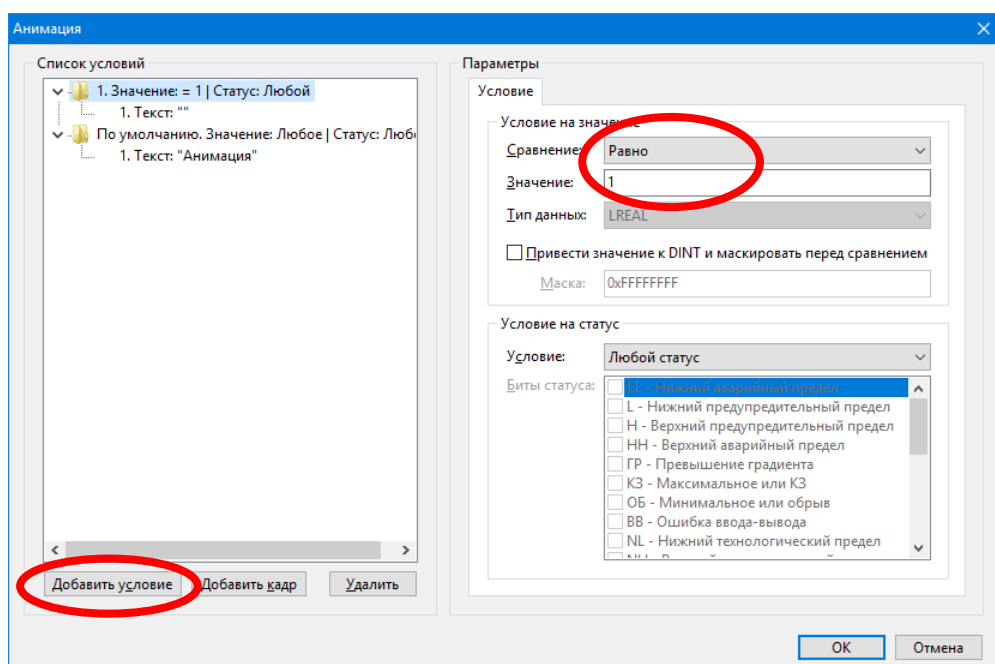 Анимация
Список условий
1. Значение: = 1 | Статус: Любой
1. Текст: ""
По умолчанию. Значение: Любое | Статус: Любо
1. Текст: "Анимация"
Добавить условие
Добавить кадр
Удалить
Параметры
Условие
Условие на значение
Сравнение: Равно
Значение: 1
Тип данных: LREAL
Привести значение к DINT и маскировать перед сравнением
Маска: 0xFFFFFFFF
Условие на статус
Условие: Любой статус
Биты статуса: LL - Нижний аварийный предел
L - Нижний предупредительный предел
H - Верхний предупредительный предел
HH - Верхний аварийный предел
ГР - Превышение градиента
КЗ - Максимальное или КЗ
ОБ - Минимальное или обрыв
ВВ - Ошибка ввода-вывода
NL - Нижний технологический предел
OK
Отмена